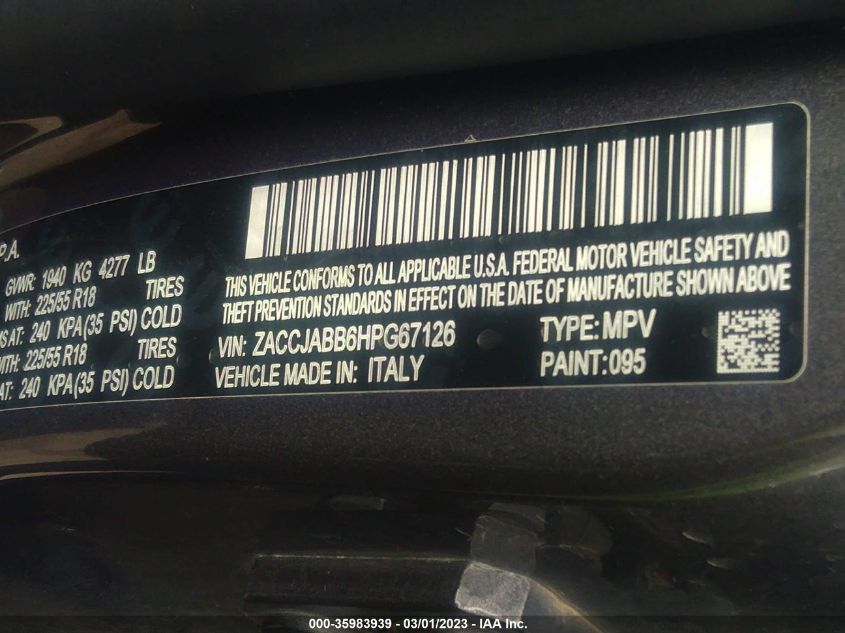 P.A.
GVWR: 1940 KG 4277 LB
WITH: 225/55 R18 TIRES
AT: 240 KPA(35 PSI) COLD
WITH: 225/55 R18 TIRES
AT: 240 KPA(35 PSI) COLD
THIS VEHICLE CONFORMS TO ALL APPLICABLE U.S.A. FEDERAL MOTOR VEHICLE SAFETY AND
THEFT PREVENTION STANDARDS IN EFFECT ON THE DATE OF MANUFACTURE SHOWN ABOVE
VIN: ZACCJABB6HPG67126 TYPE: MPV
VEHICLE MADE IN: ITALY PAINT:095
000-35983939 / 03/01/2023 - IAA Inc.